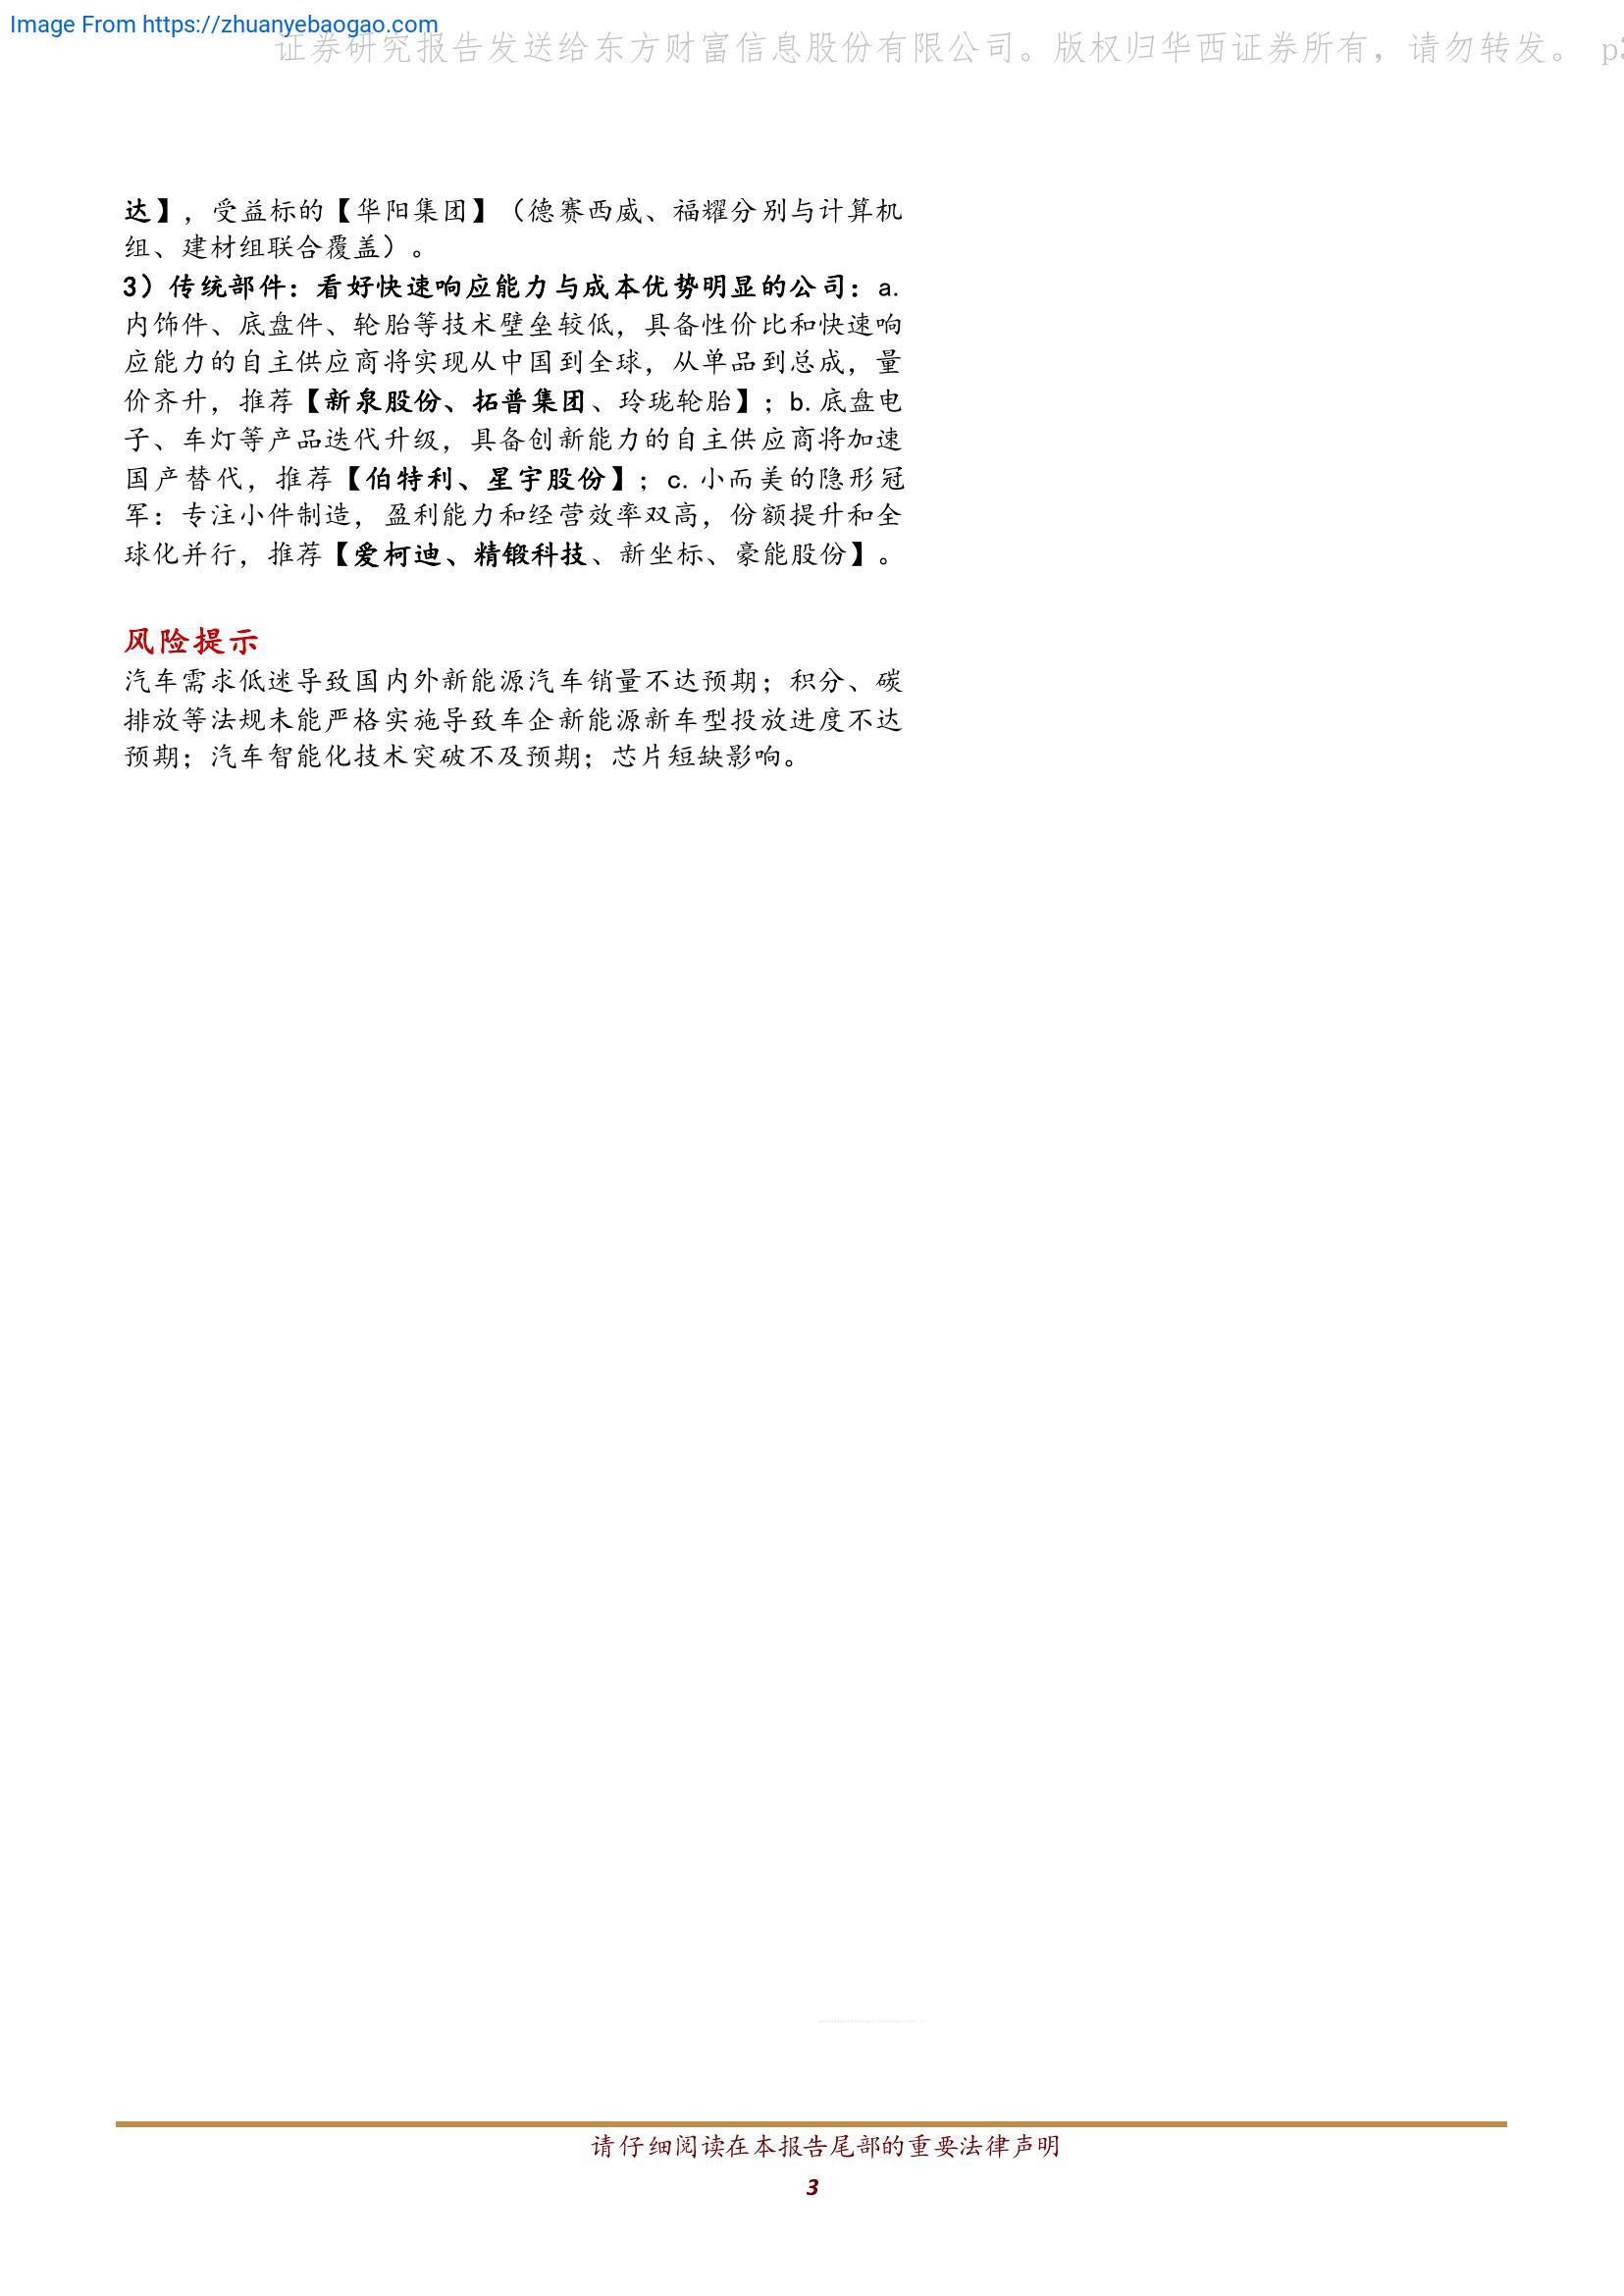 Image From https://zhuanyebaogao.com
证券研究报告发送给东方财富信息股份有限公司。版权归华西证券所有，请勿转发。 p3
达】，受益标的【华阳集团】（德赛西威、福耀分别与计算机
组、建材组联合覆盖）。
3）传统部件：看好快速响应能力与成本优势明显的公司：a.
内饰件、底盘件、轮胎等技术壁垒较低，具备性价比和快速响
应能力的自主供应商将实现从中国到全球，从单品到总成，量
价齐升，推荐【新泉股份、拓普集团、玲珑轮胎】；b. 底盘电
子、车灯等产品迭代升级，具备创新能力的自主供应商将加速
国产替代，推荐【伯特利、星宇股份】；c. 小而美的隐形冠
军：专注小件制造，盈利能力和经营效率双高，份额提升和全
球化并行，推荐【爱柯迪、精锻科技、新坐标、豪能股份】。
风险提示
汽车需求低迷导致国内外新能源汽车销量不达预期；积分、碳
排放等法规未能严格实施导致车企新能源新车型投放进度不达
预期；汽车智能化技术突破不及预期；芯片短缺影响。
请仔细阅读在本报告尾部的重要法律声明
3